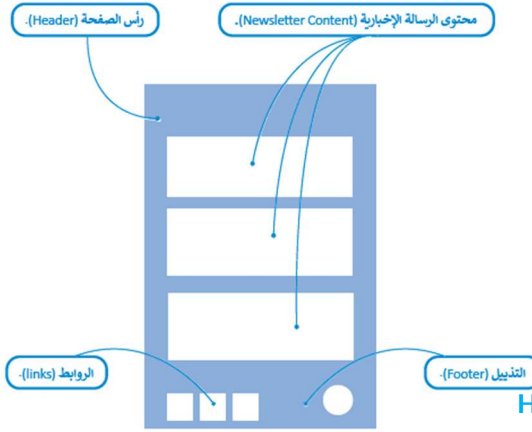 محتوى الرسالة الإخبارية (Newsletter Content).
رأس الصفحة (Header).
التذييل (Footer).
الروابط (links).
H